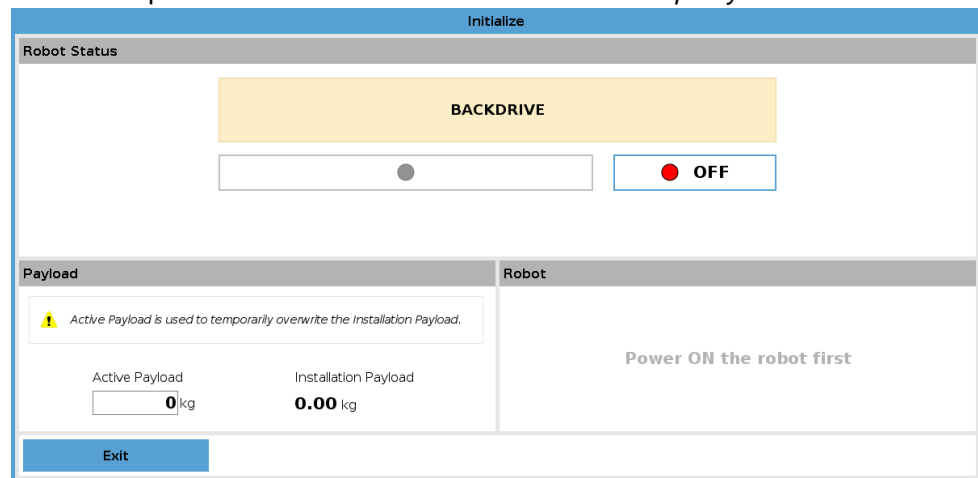 Initialize
Robot Status
BACKDRIVE
OFF
Payload
Robot
Active Payload is used to temporarily overwrite the Installation Payload.
Power ON the robot first
Active Payload
Installation Payload
0 kg
0.00 kg
Exit